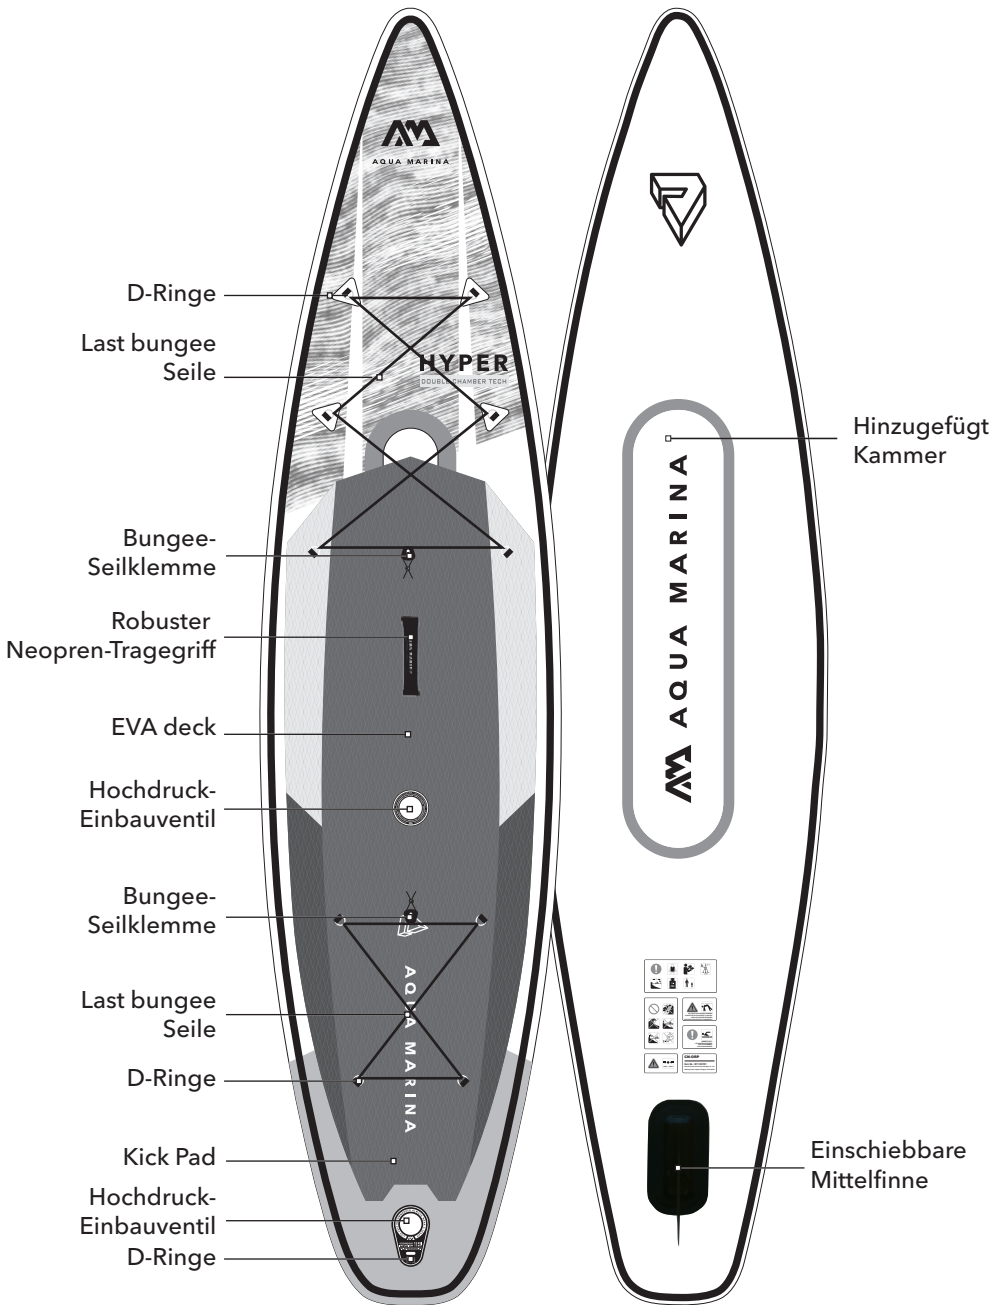 AQUA MARINA
D-Ringe
Last bungee
Seile
HYPER
DOUBLE CHAMBER TECH
Bungee-
Seilklemme
Robuster
Neopren-Tragegriff
EVA deck
Hochdruck-
Einbauventil
Bungee-
Seilklemme
Last bungee
Seile
D-Ringe
AQUA MARINA
Kick Pad
Hochdruck-
Einbauventil
D-Ringe
Hinzugefügt
Kammer
AQUA MARINA
Einschiebbare
Mittelfinne